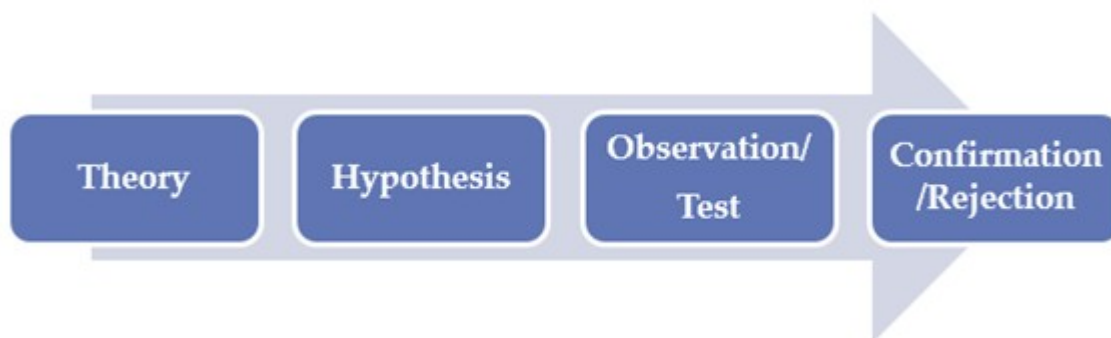 Theory
Hypothesis
Observation/
Test
Confirmation
/Rejection